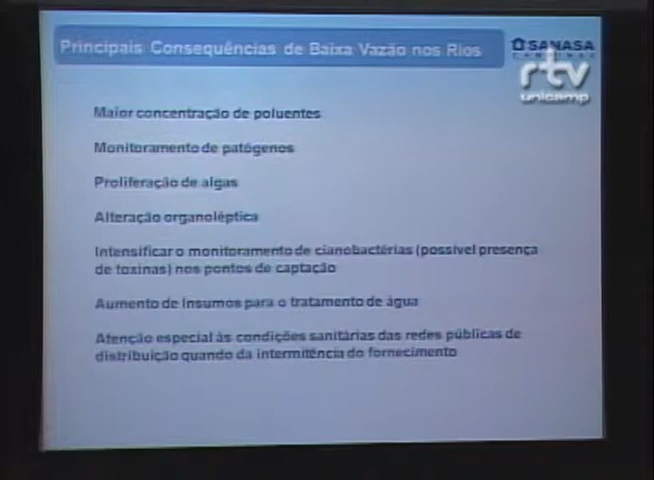 Principais Consequências de Baixa Vazão nos Rios
SANASA
CAMPINAS
rtv
unicamp
Maior concentração de poluentes
Monitoramento de patógenos
Proliferação de algas
Alteração organoléptica
Intensificar o monitoramento de cianobactérias (possível presença
de toxinas) nos pontos de captação
Aumento de insumos para o tratamento de água
Atenção especial às condições sanitárias das redes públicas de
distribuição quando da intermitência do fornecimento